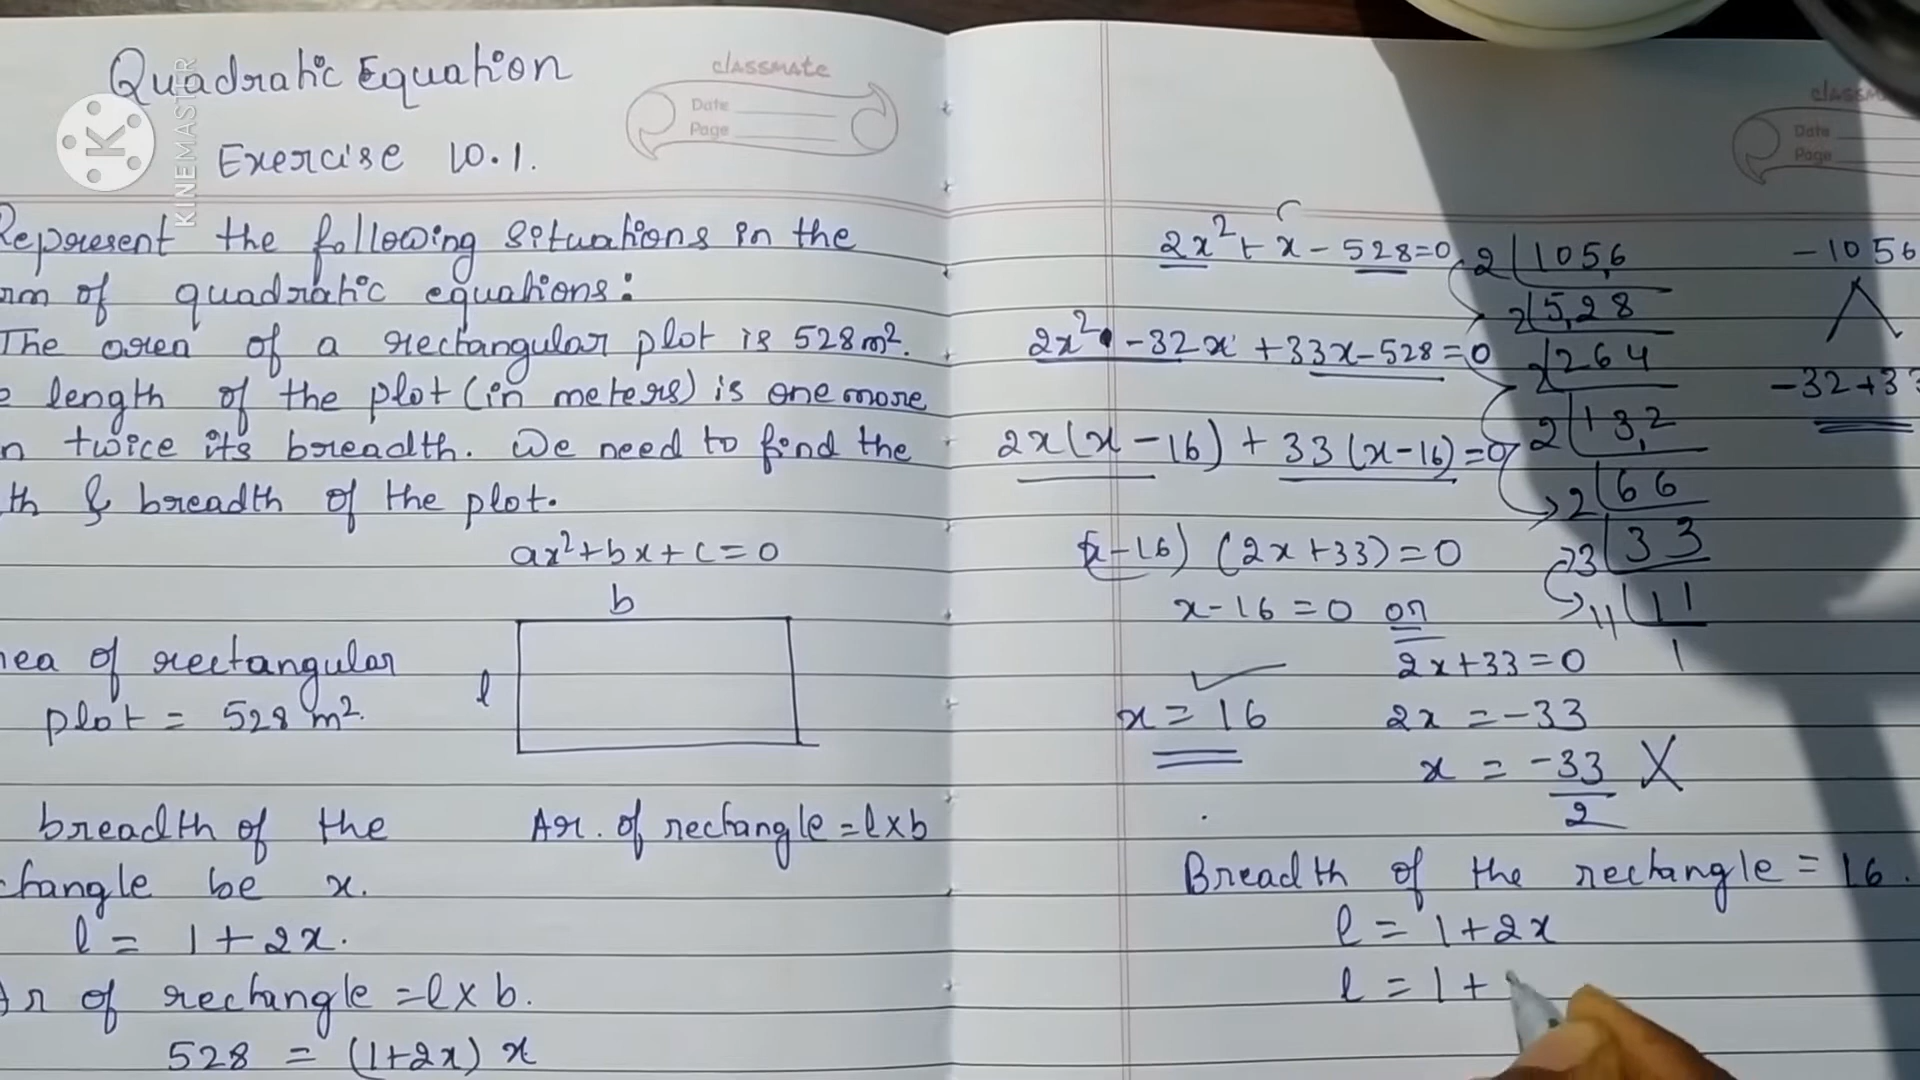 Quadratic Equation
Exercise 10.1.
KINEMASTER
classmate
Date
Page
Represent the following situations in the
of quadratic equations:
The area of a rectangular plot is 528m².
length of the plot (in meters) is one more
twice its breadth. We need to find the
& breadth of the plot.
ax²+bx+c=0
b
of rectangular
plot = 528 m².
l
breadth of the
be x.
l = 1+2x.
Ar. of rectangle = l×b
of rectangle = l×b.
528 = (1+2x) x
Date
Page
2x²+x-528=0
2x²-32x+33x-528=0
2x(x-16)+33(x-16)=0
(x-16) (2x+33)=0
x-16=0 or
2x+33=0
x=16
2x=-33
x = -33/2 X
2 1056
2 528
2 264
2 132
2 66
3 33
11 11
1
-1056
-32+33
Breadth of the rectangle = 16.
l = 1+2x
l = 1+